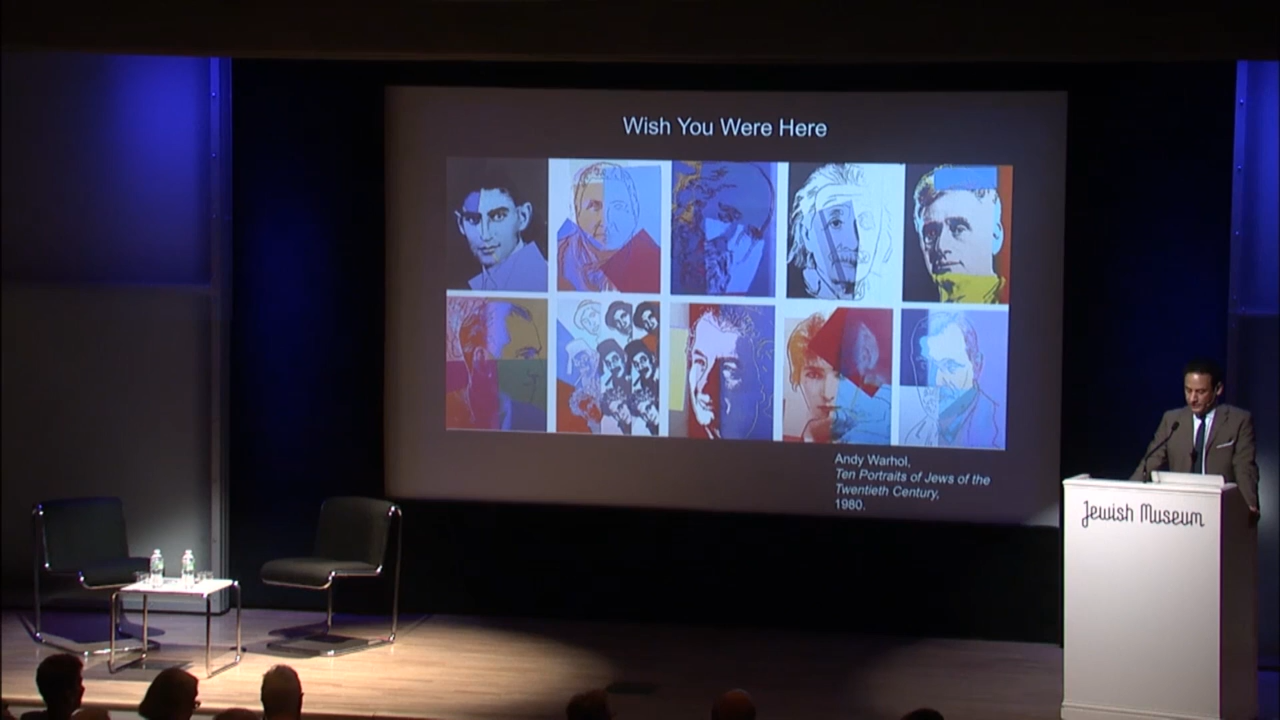 Wish You Were Here
Andy Warhol,
Ten Portraits of Jews of the
Twentieth Century,
1980.
Jewish Museum